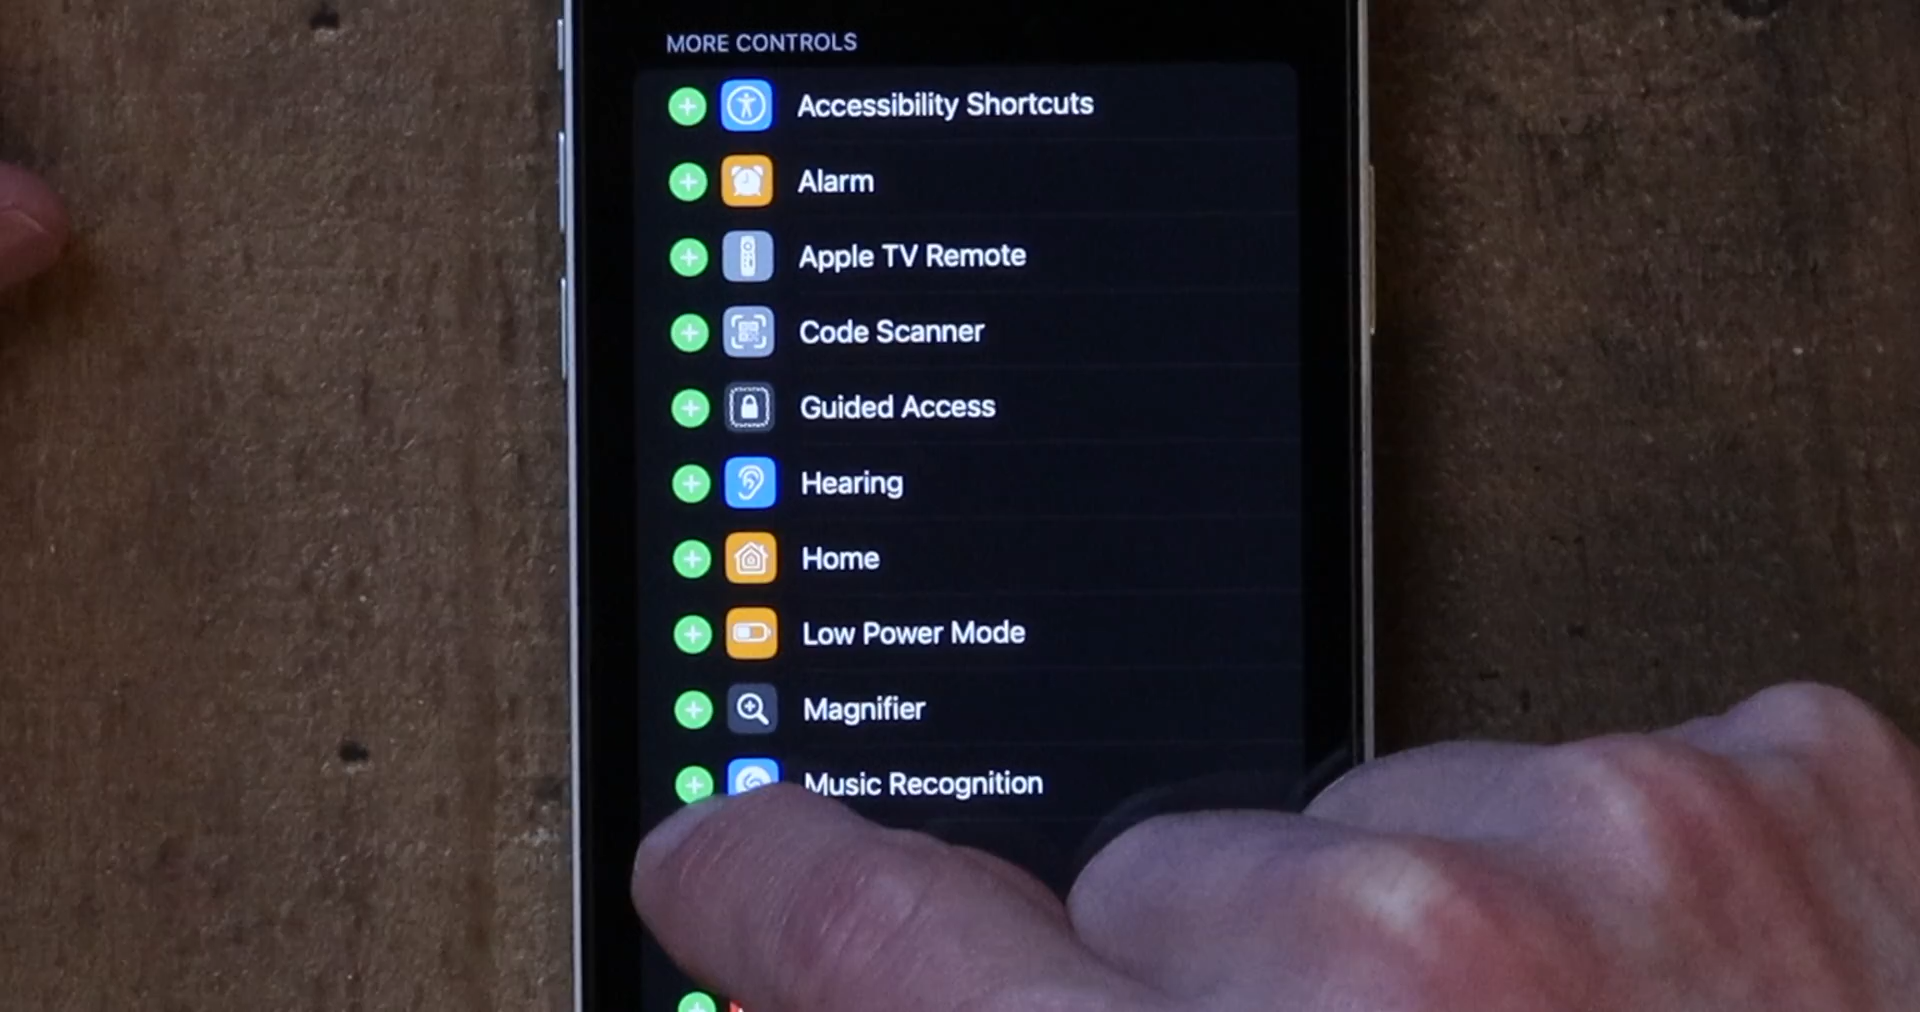 MORE CONTROLS
Accessibility Shortcuts
Alarm
Apple TV Remote
Code Scanner
Guided Access
Hearing
Home
Low Power Mode
Magnifier
Music Recognition